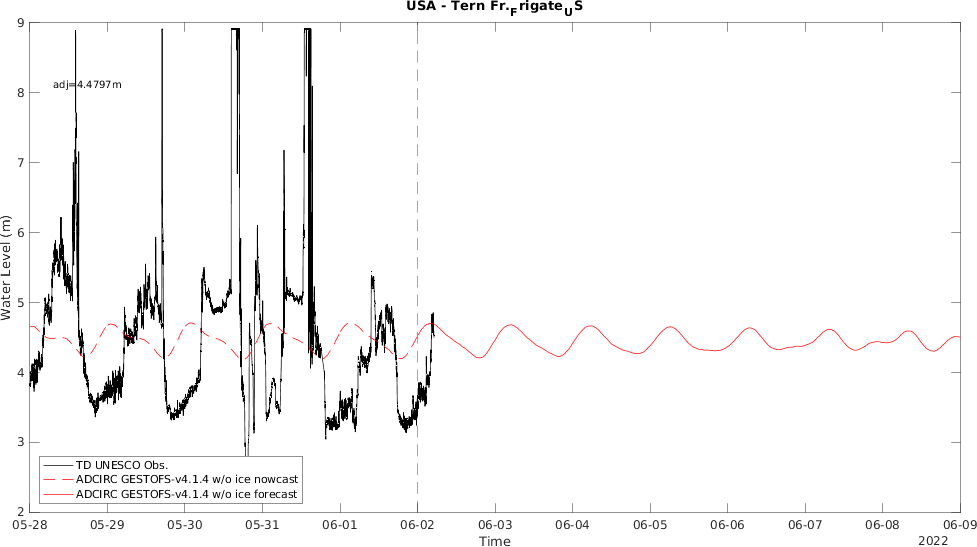 USA - Tern Fr.FrigateUS
9
adj=4.4797m
8
7
6
5
4
3
2
Water Level (m)
TD UNESCO Obs.
ADCIRC GESTOFS-v4.1.4 w/o ice nowcast
ADCIRC GESTOFS-v4.1.4 w/o ice forecast
05-28 05-29 05-30 05-31 06-01 06-02 06-03 06-04 06-05 06-06 06-07 06-08 06-09
Time
2022